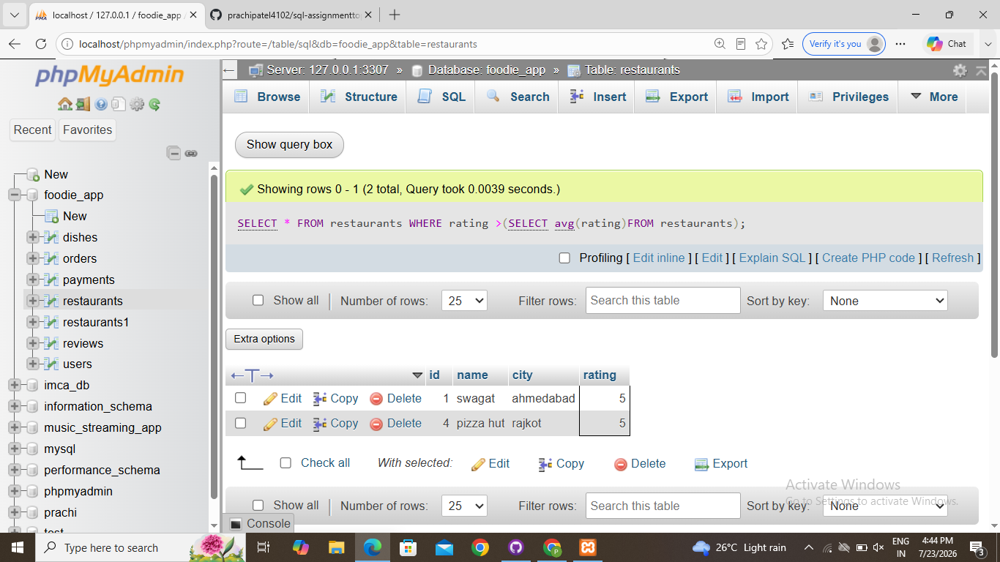 localhost / 127.0.0.1 / foodie_app
prachipatel4102/sql-assignmentto
localhost/phpmyadmin/index.php?route=/table/sql&db=foodie_app&table=restaurants
Verify it's you
Chat
phpMyAdmin
Server: 127.0.0.1:3307 » Database: foodie_app » Table: restaurants
Browse Structure SQL Search Insert Export Import Privileges More
Recent Favorites
Show query box
New
foodie_app
New
dishes
orders
payments
restaurants
restaurants1
reviews
users
imca_db
information_schema
music_streaming_app
mysql
performance_schema
phpmyadmin
prachi
test
Showing rows 0 - 1 (2 total, Query took 0.0039 seconds.)
SELECT * FROM restaurants WHERE rating >(SELECT avg(rating)FROM restaurants);
Profiling [ Edit inline ] [ Edit ] [ Explain SQL ] [ Create PHP code ] [ Refresh ]
Show all Number of rows: 25 Filter rows: Search this table Sort by key: None
Extra options
id name city rating
Edit Copy Delete 1 swagat ahmedabad 5
Edit Copy Delete 4 pizza hut rajkot 5
Check all With selected: Edit Copy Delete Export
Activate Windows
Go to Settings to activate Windows.
Show all Number of rows: 25 Filter rows: Search this table Sort by key: None
Console
Type here to search
26°C Light rain
ENG
IN
4:44 PM
7/23/2026
3